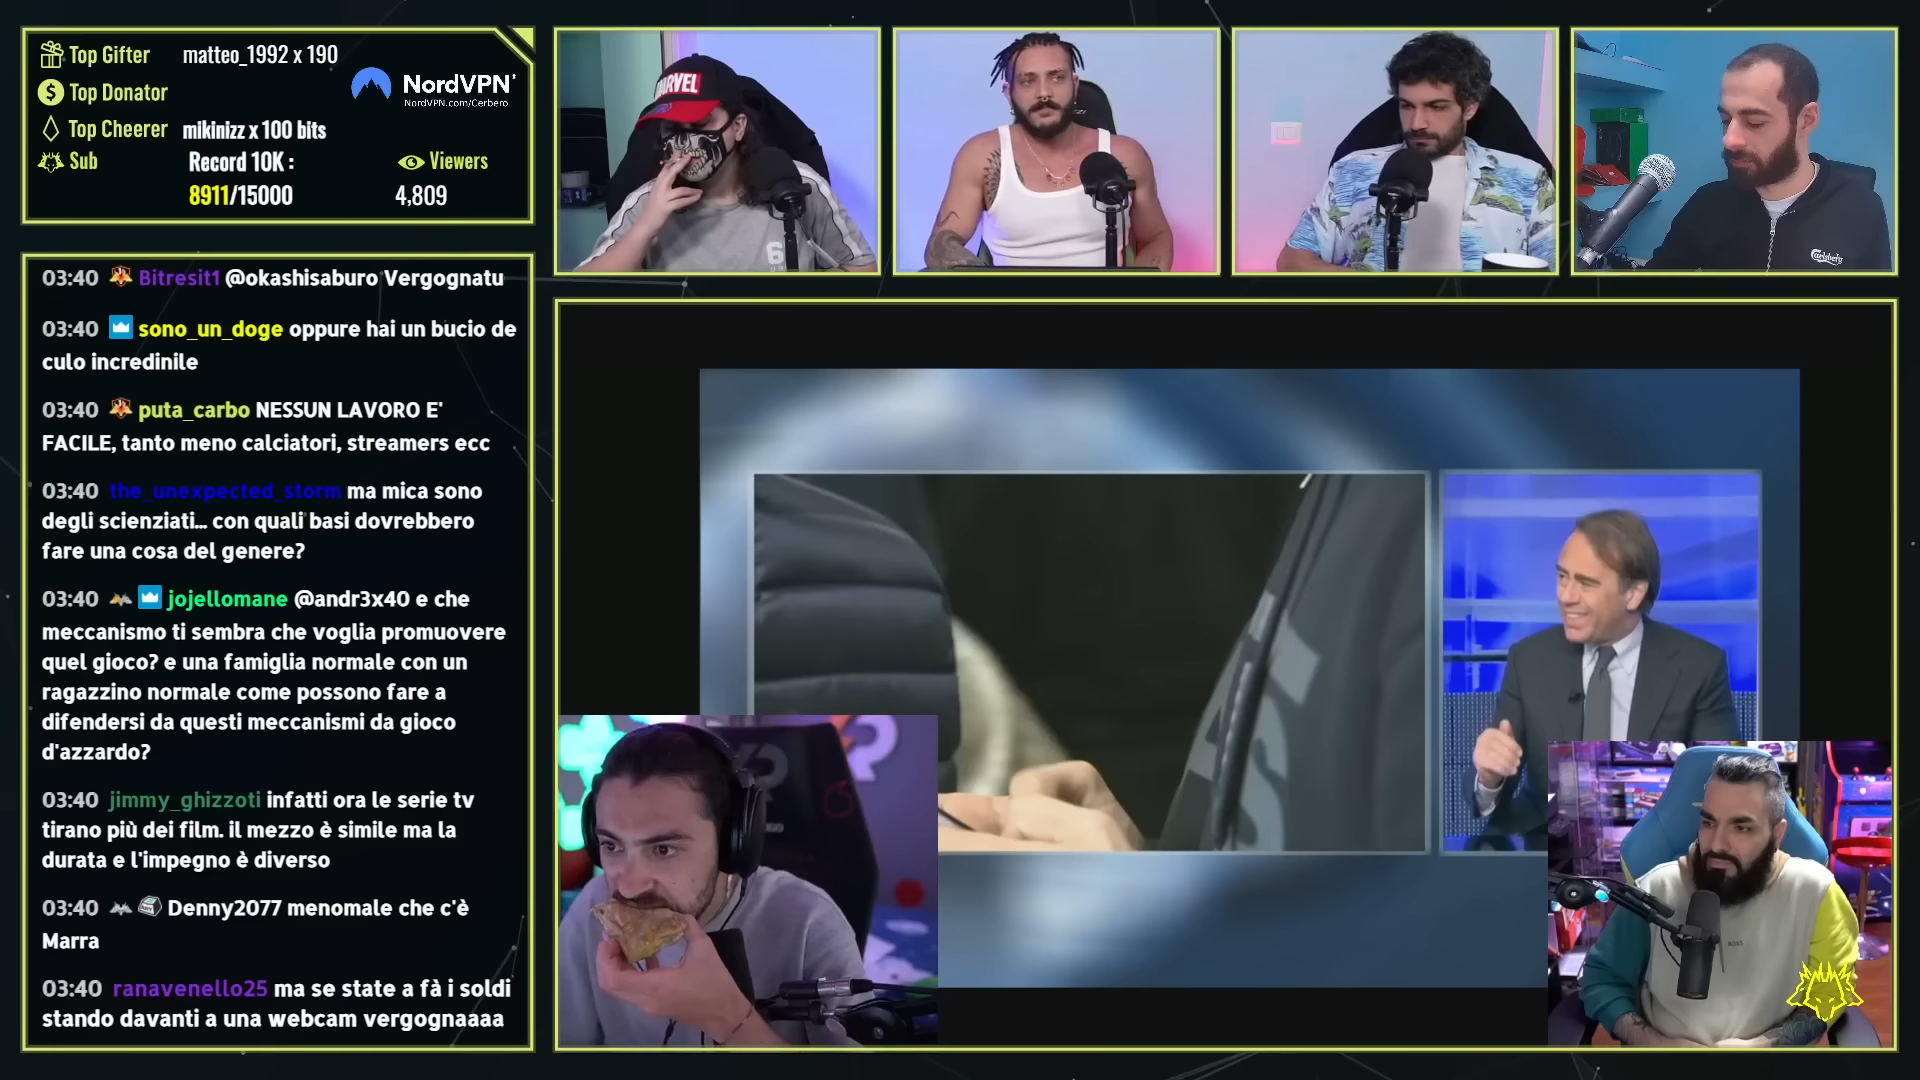 Top Gifter matteo_1992 x 190
Top Donator
Top Cheerer mikinizz x 100 bits
Sub Record 10K : Viewers
8911/15000 4,809
NordVPN'
NordVPN.com/Cerbero
MARVEL
6
Carlsberg
03:40 Bitresit1 @okashisaburo Vergognatu
03:40 sono_un_doge oppure hai un bucio de
culo incredinile
03:40 puta_carbo NESSUN LAVORO E'
FACILE, tanto meno calciatori, streamers ecc
03:40 the_unexpected_storm ma mica sono
degli scienziati... con quali basi dovrebbero
fare una cosa del genere?
03:40 jojellomane @andr3x40 e che
meccanismo ti sembra che voglia promuovere
quel gioco? e una famiglia normale con un
ragazzino normale come possono fare a
difendersi da questi meccanismi da gioco
d'azzardo?
03:40 jimmy_ghizzoti infatti ora le serie tv
tirano più dei film. il mezzo è simile ma la
durata e l'impegno è diverso
03:40 Denny2077 menomale che c'è
Marra
03:40 ranavenello25 ma se state a fà i soldi
stando davanti a una webcam vergognaaaa
BOSS